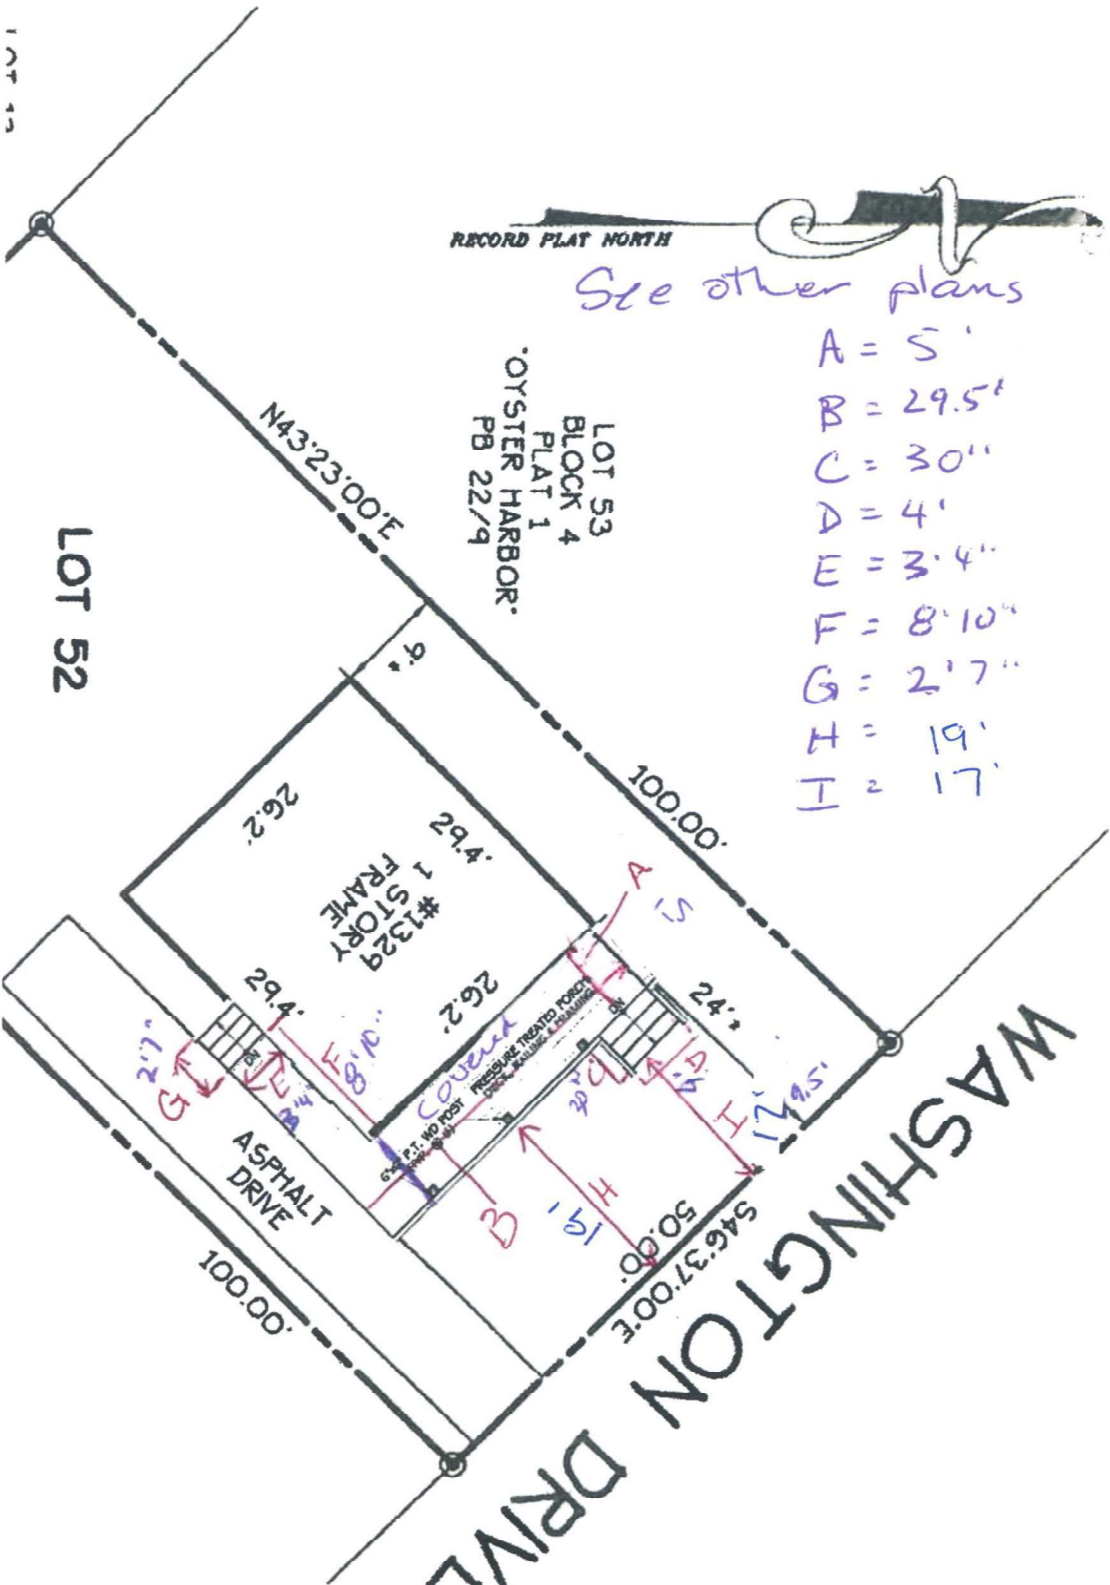 RECORD PLAT NORTH
See other plans
A = 5'
B = 29.5'
C = 30"
D = 4'
E = 3'4"
F = 8'10"
G = 2'7"
H = 19'
I = 17'
LOT 53
BLOCK 4
PLAT 1
"OYSTER HARBOR"
PB 22/9
N43°23'00"E
100.00'
LOT 52
9'±
26.2'
29.4'
#1329
1 STORY
FRAME
29.4'
26.2'
A
5'
24'±
DN
PRESSURE TREATED PORCH
DECK, RAILING & FRAMING
Covered
P.T. WD POST
C
30"
D
4'
I
17'
9.5'
H
19'
B
F
8'10"
E
DN
G
2'7"
ASPHALT
DRIVE
100.00'
50.00'
S46°37'00"E
WASHINGTON DRIVE